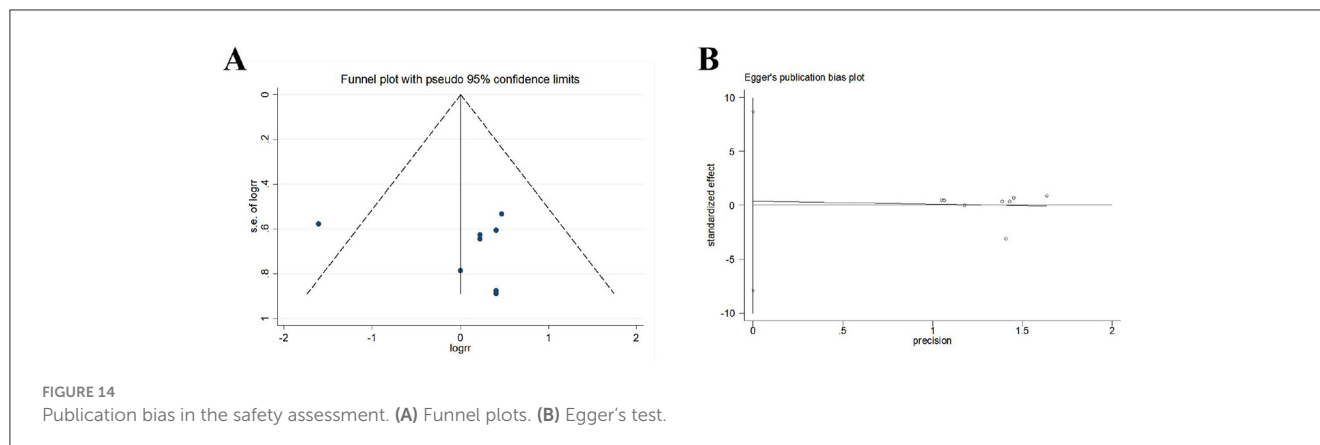 A
Funnel plot with pseudo 95% confidence limits
0
.2
.4
.6
.8
1
s.e. of logrr
-2
-1
0
1
2
logrr
B
Egger's publication bias plot
10
5
0
-5
-10
standardized effect
0
.5
1
1.5
2
precision
FIGURE 14
Publication bias in the safety assessment. (A) Funnel plots. (B) Egger's test.